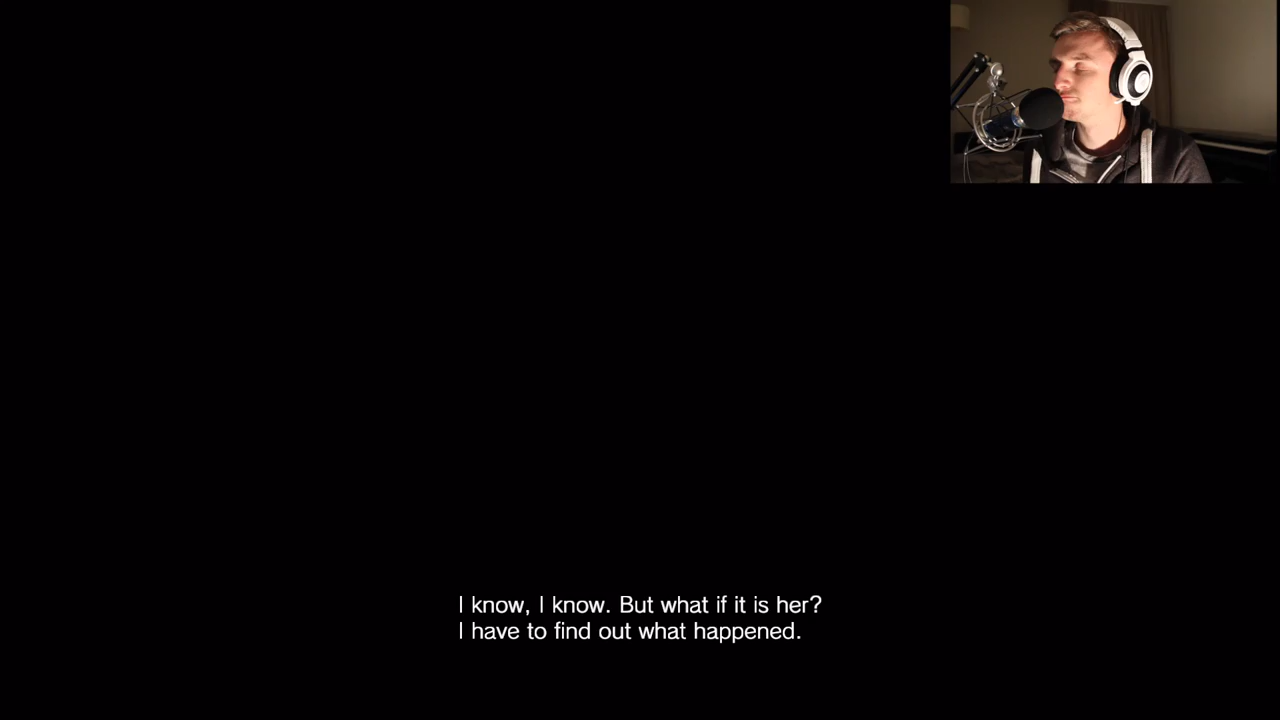 I know, I know. But what if it is her?
I have to find out what happened.